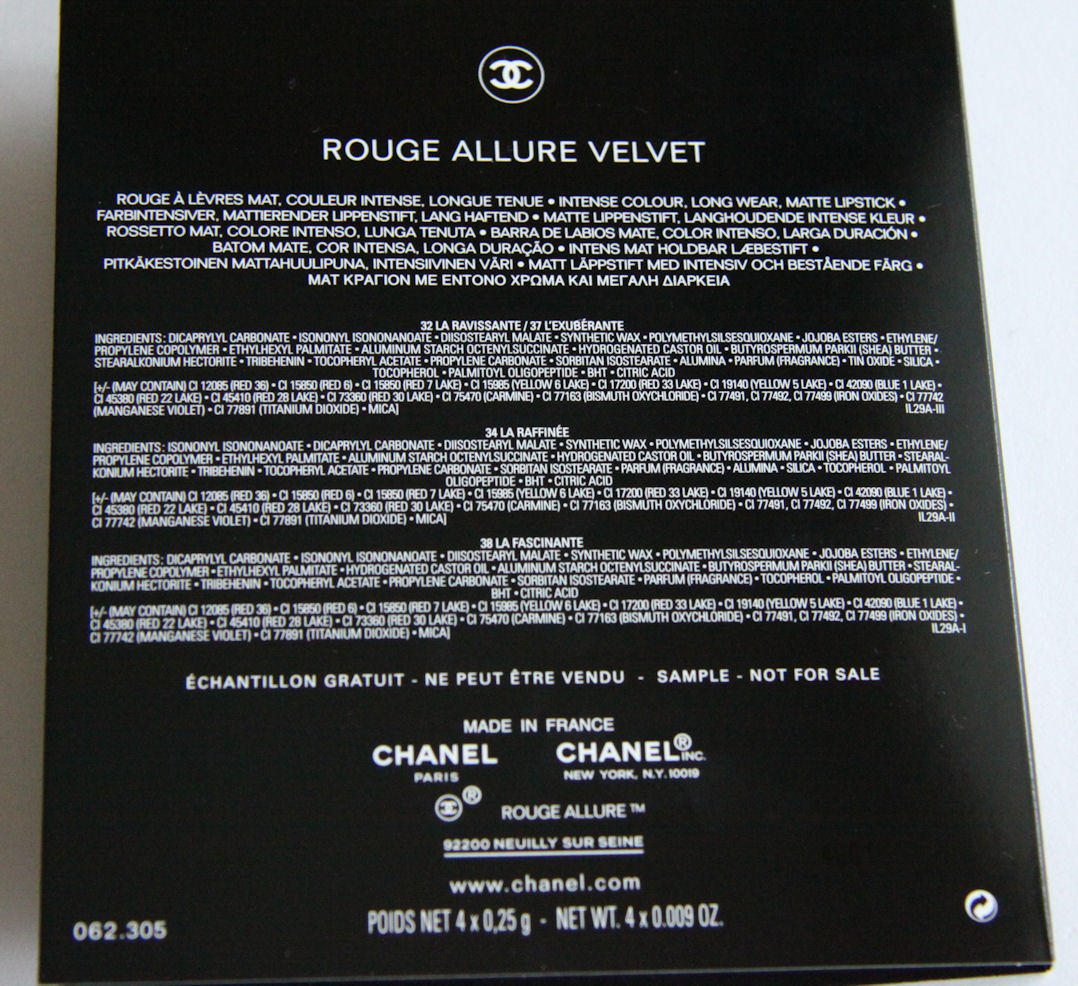 ROUGE ALLURE VELVET
ROUGE À LÈVRES MAT, COULEUR INTENSE, LONGUE TENUE • INTENSE COLOUR, LONG WEAR, MATTE LIPSTICK •
FARBINTENSIVER, MATTIERENDER LIPPENSTIFT, LANG HAFTEND • MATTE LIPPENSTIFT, LANGHOUDENDE INTENSE KLEUR •
ROSSETTO MAT, COLORE INTENSO, LUNGA TENUTA • BARRA DE LABIOS MATE, COLOR INTENSO, LARGA DURACIÓN •
BATOM MATE, COR INTENSA, LONGA DURAÇÃO • INTENS MAT HOLDBAR LÆBESTIFT •
PITKÄKESTOINEN MATTAHUULIPUNA, INTENSIIVINEN VÄRI • MATT LÄPPSTIFT MED INTENSIV OCH BESTÅENDE FÄRG •
ΜΑΤ ΚΡΑΓΙΟΝ ΜΕ ΕΝΤΟΝΟ ΧΡΩΜΑ ΚΑΙ ΜΕΓΑΛΗ ΔΙΑΡΚΕΙΑ
32 LA RAVISSANTE / 37 L'EXUBÉRANTE
INGREDIENTS : DICAPRYLYL CARBONATE • ISONONYL ISONONANOATE • DIISOSTEARYL MALATE • SYNTHETIC WAX • POLYMETHYLSILSESQUIOXANE • JOJOBA ESTERS • ETHYLENE/
PROPYLENE COPOLYMER • ETHYLHEXYL PALMITATE • ALUMINUM STARCH OCTENYLSUCCINATE • HYDROGENATED CASTOR OIL • BUTYROSPERMUM PARKII (SHEA) BUTTER •
STEARALKONIUM HECTORITE • TRIBEHENIN • TOCOPHERYL ACETATE • PROPYLENE CARBONATE • SORBITAN ISOSTEARATE • ALUMINA • PARFUM (FRAGRANCE) • TIN OXIDE • SILICA •
TOCOPHEROL • PALMITOYL OLIGOPEPTIDE • BHT • CITRIC ACID
[+/- (MAY CONTAIN) CI 12085 (RED 36) • CI 15850 (RED 6) • CI 15850 (RED 7 LAKE) • CI 15985 (YELLOW 6 LAKE) • CI 17200 (RED 33 LAKE) • CI 19140 (YELLOW 5 LAKE) • CI 42090 (BLUE 1 LAKE) •
CI 45380 (RED 22 LAKE) • CI 45410 (RED 28 LAKE) • CI 73360 (RED 30 LAKE) • CI 75470 (CARMINE) • CI 77163 (BISMUTH OXYCHLORIDE) • CI 77491, CI 77492, CI 77499 (IRON OXIDES) • CI 77742
(MANGANESE VIOLET) • CI 77891 (TITANIUM DIOXIDE) • MICA] IL29A-III
34 LA RAFFINÉE
INGREDIENTS : ISONONYL ISONONANOATE • DICAPRYLYL CARBONATE • DIISOSTEARYL MALATE • SYNTHETIC WAX • POLYMETHYLSILSESQUIOXANE • JOJOBA ESTERS • ETHYLENE/
PROPYLENE COPOLYMER • ETHYLHEXYL PALMITATE • ALUMINUM STARCH OCTENYLSUCCINATE • HYDROGENATED CASTOR OIL • BUTYROSPERMUM PARKII (SHEA) BUTTER • STEARAL-
KONIUM HECTORITE • TRIBEHENIN • TOCOPHERYL ACETATE • PROPYLENE CARBONATE • SORBITAN ISOSTEARATE • PARFUM (FRAGRANCE) • ALUMINA • SILICA • TOCOPHEROL • PALMITOYL
OLIGOPEPTIDE • BHT • CITRIC ACID
[+/- (MAY CONTAIN) CI 12085 (RED 36) • CI 15850 (RED 6) • CI 15850 (RED 7 LAKE) • CI 15985 (YELLOW 6 LAKE) • CI 17200 (RED 33 LAKE) • CI 19140 (YELLOW 5 LAKE) • CI 42090 (BLUE 1 LAKE) •
CI 45380 (RED 22 LAKE) • CI 45410 (RED 28 LAKE) • CI 73360 (RED 30 LAKE) • CI 75470 (CARMINE) • CI 77163 (BISMUTH OXYCHLORIDE) • CI 77491, CI 77492, CI 77499 (IRON OXIDES) •
CI 77742 (MANGANESE VIOLET) • CI 77891 (TITANIUM DIOXIDE) • MICA] IL29A-II
38 LA FASCINANTE
INGREDIENTS : DICAPRYLYL CARBONATE • ISONONYL ISONONANOATE • DIISOSTEARYL MALATE • SYNTHETIC WAX • POLYMETHYLSILSESQUIOXANE • JOJOBA ESTERS • ETHYLENE/
PROPYLENE COPOLYMER • ETHYLHEXYL PALMITATE • HYDROGENATED CASTOR OIL • ALUMINUM STARCH OCTENYLSUCCINATE • BUTYROSPERMUM PARKII (SHEA) BUTTER • STEARAL-
KONIUM HECTORITE • TRIBEHENIN • TOCOPHERYL ACETATE • PROPYLENE CARBONATE • SORBITAN ISOSTEARATE • PARFUM (FRAGRANCE) • TOCOPHEROL • PALMITOYL OLIGOPEPTIDE •
BHT • CITRIC ACID
[+/- (MAY CONTAIN) CI 12085 (RED 36) • CI 15850 (RED 6) • CI 15850 (RED 7 LAKE) • CI 15985 (YELLOW 6 LAKE) • CI 17200 (RED 33 LAKE) • CI 19140 (YELLOW 5 LAKE) • CI 42090 (BLUE 1 LAKE) •
CI 45380 (RED 22 LAKE) • CI 45410 (RED 28 LAKE) • CI 73360 (RED 30 LAKE) • CI 75470 (CARMINE) • CI 77163 (BISMUTH OXYCHLORIDE) • CI 77491, CI 77492, CI 77499 (IRON OXIDES) •
CI 77742 (MANGANESE VIOLET) • CI 77891 (TITANIUM DIOXIDE) • MICA] IL29A-I
ÉCHANTILLON GRATUIT - NE PEUT ÊTRE VENDU - SAMPLE - NOT FOR SALE
MADE IN FRANCE
CHANEL CHANEL® INC.
PARIS NEW YORK, N.Y. 10019
® ROUGE ALLURE ™
92200 NEUILLY SUR SEINE
www.chanel.com
POIDS NET 4 x 0,25 g - NET WT. 4 x 0.009 OZ.
062.305